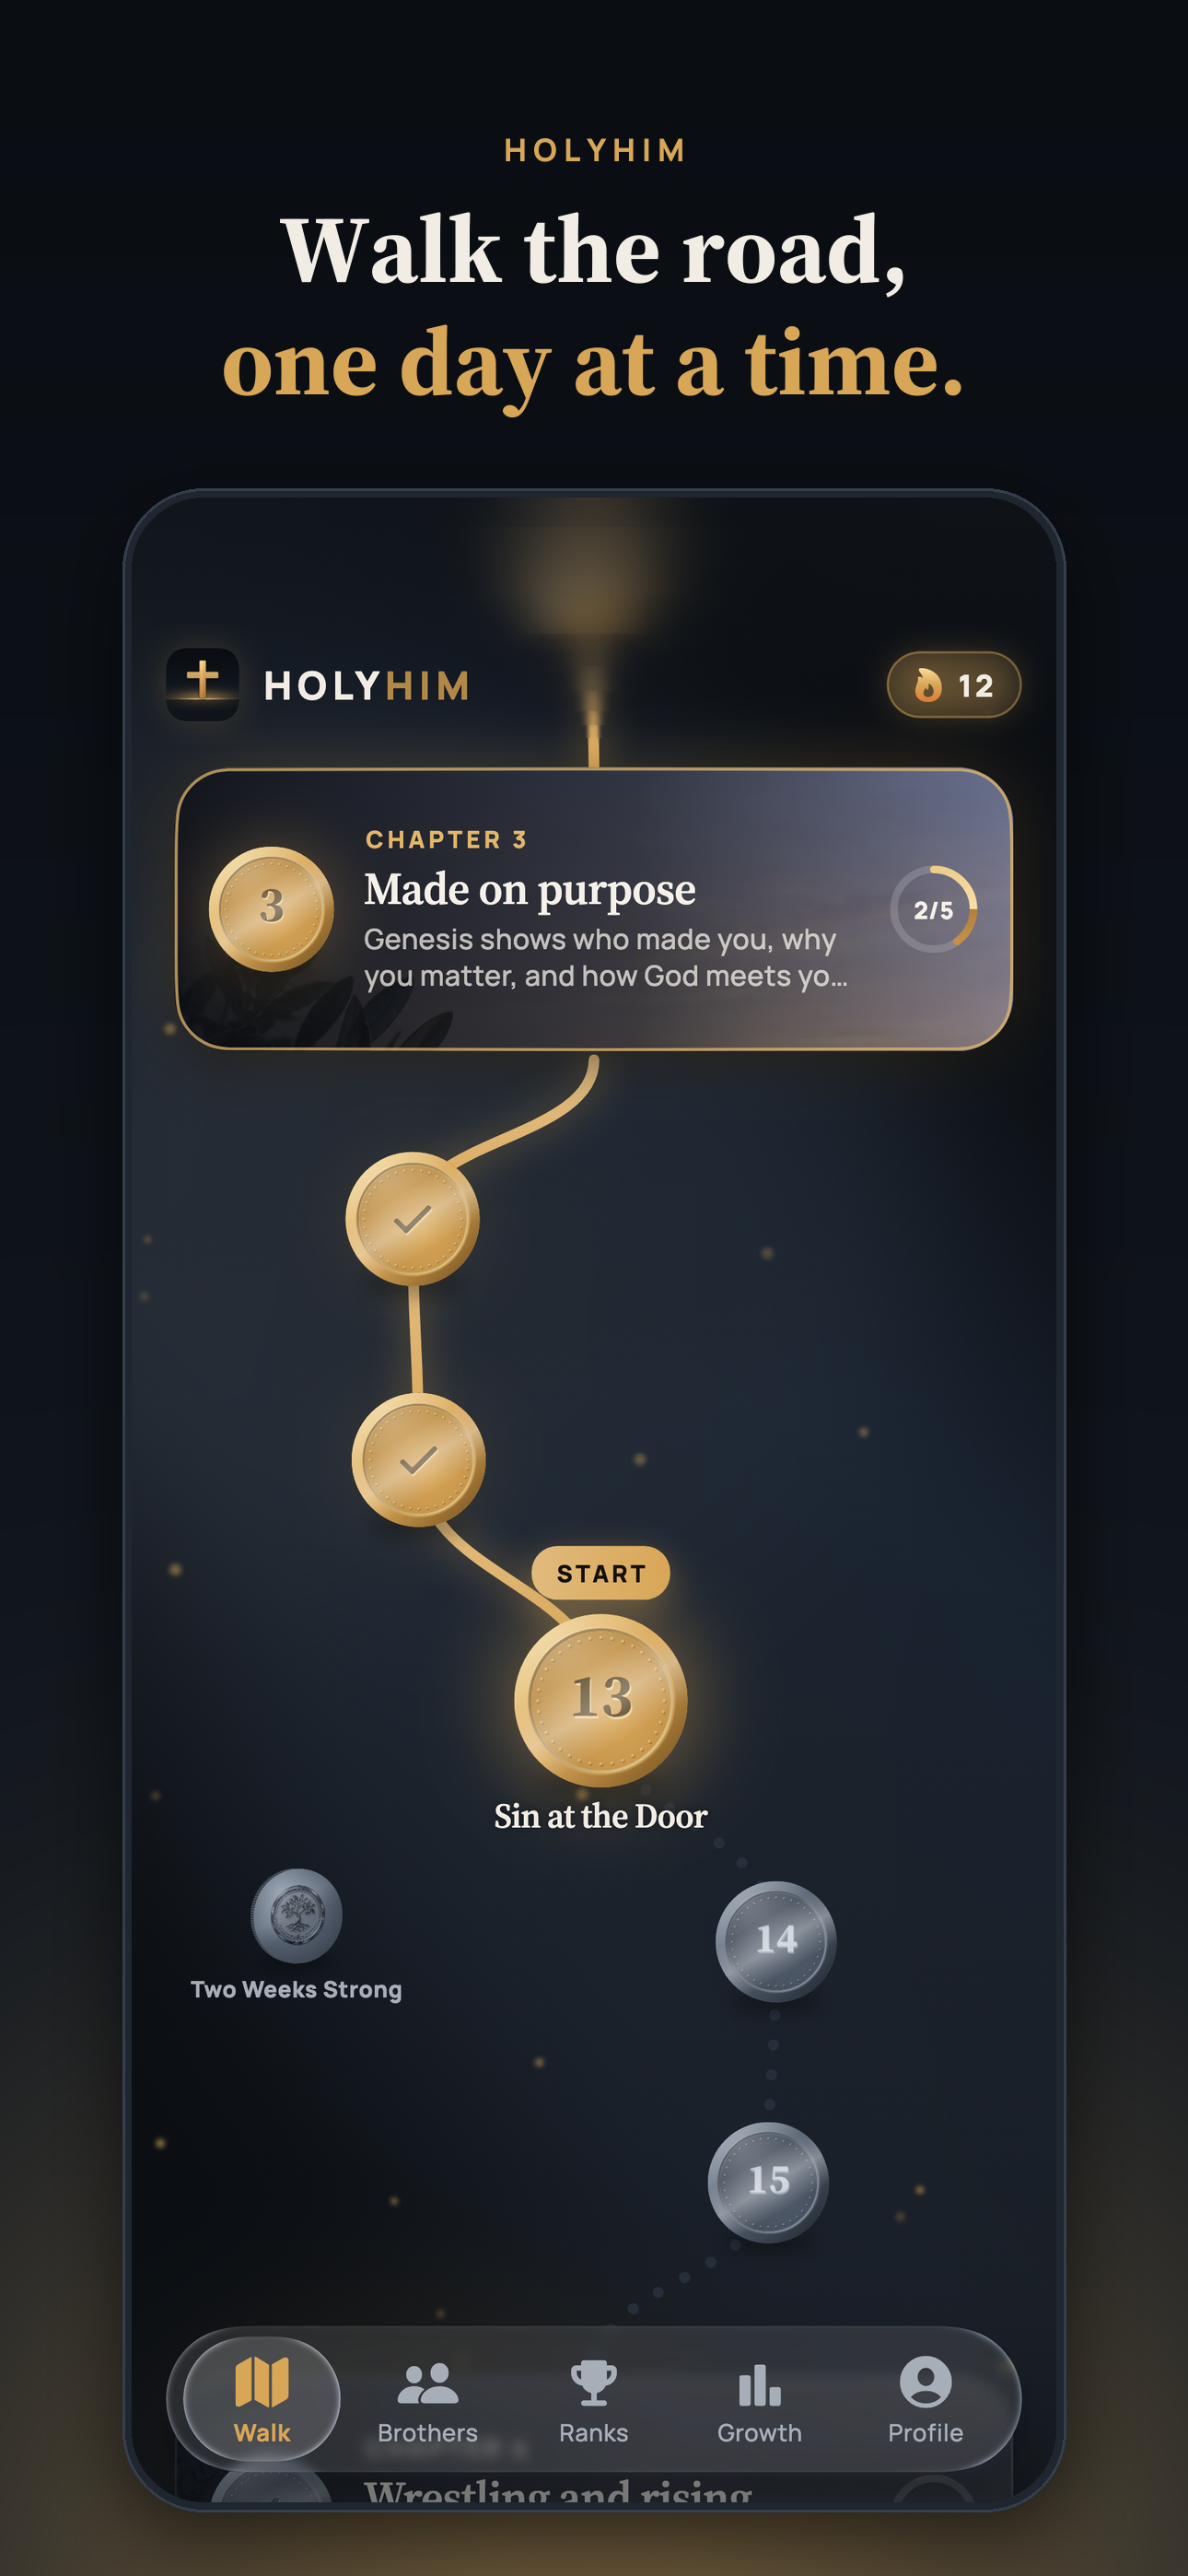 HOLYHIM
Walk the road,
one day at a time.
HOLYHIM
12
CHAPTER 3
3
Made on purpose
2/5
Genesis shows who made you, why
you matter, and how God meets yo...
START
13
Sin at the Door
14
Two Weeks Strong
15
Walk
Brothers
Ranks
Growth
Profile
Wrestling and rising